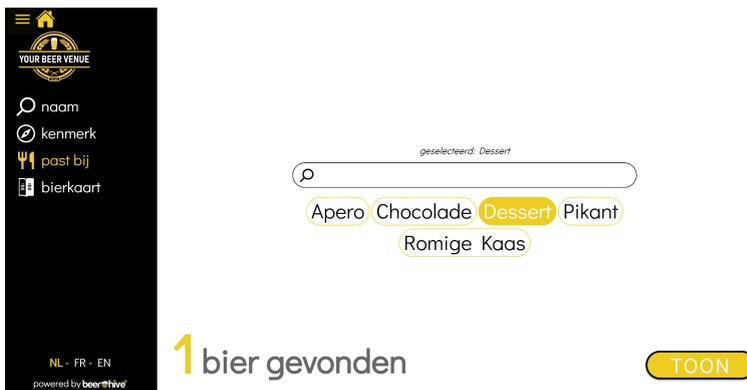 YOUR BEER VENUE
naam
kenmerk
past bij
bierkaart
NL - FR - EN
powered by beerhive
geselecteerd: Dessert
Apero Chocolade Dessert Pikant
Romige Kaas
1 bier gevonden
TOON